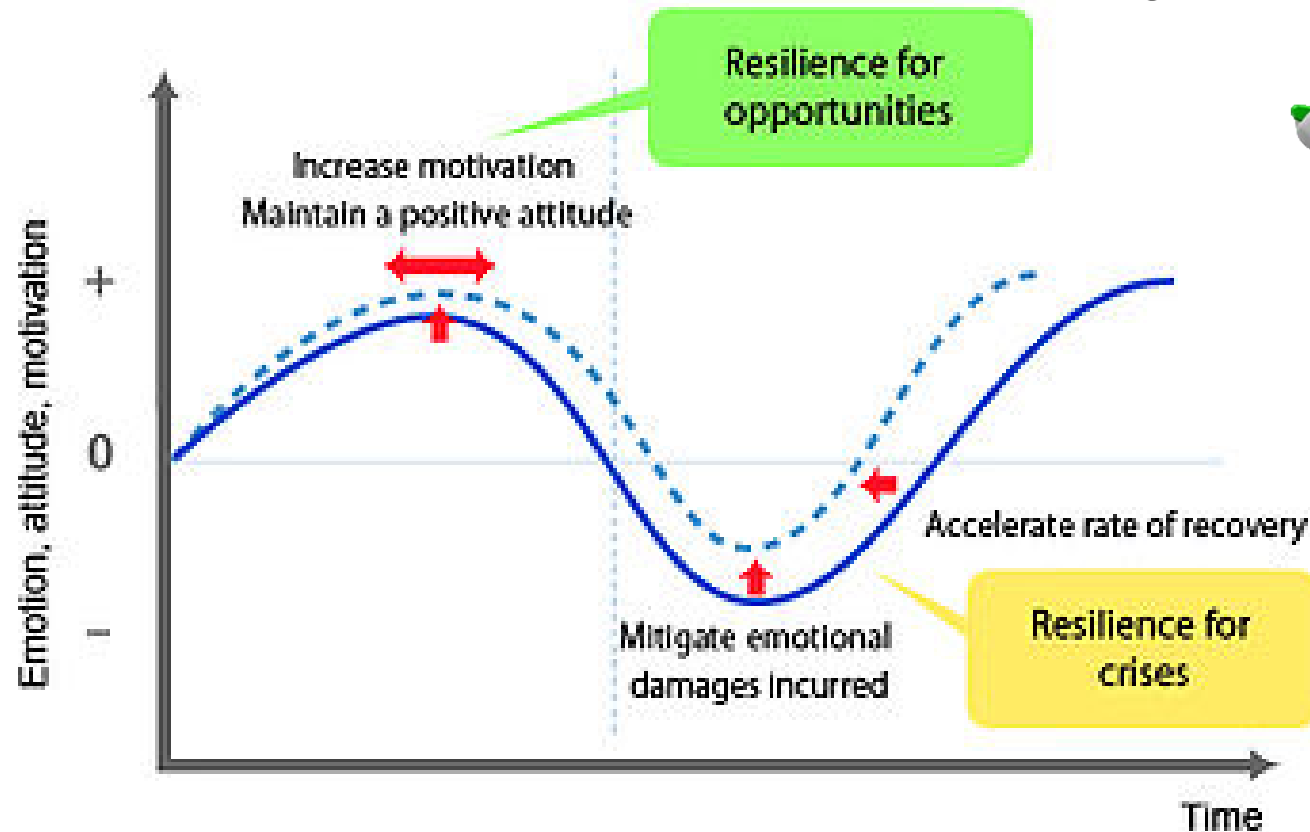 Resilience for
opportunities
Increase motivation
Maintain a positive attitude
Emotion, attitude, motivation
+
0
–
Accelerate rate of recovery
Resilience for
crises
Mitigate emotional
damages incurred
Time